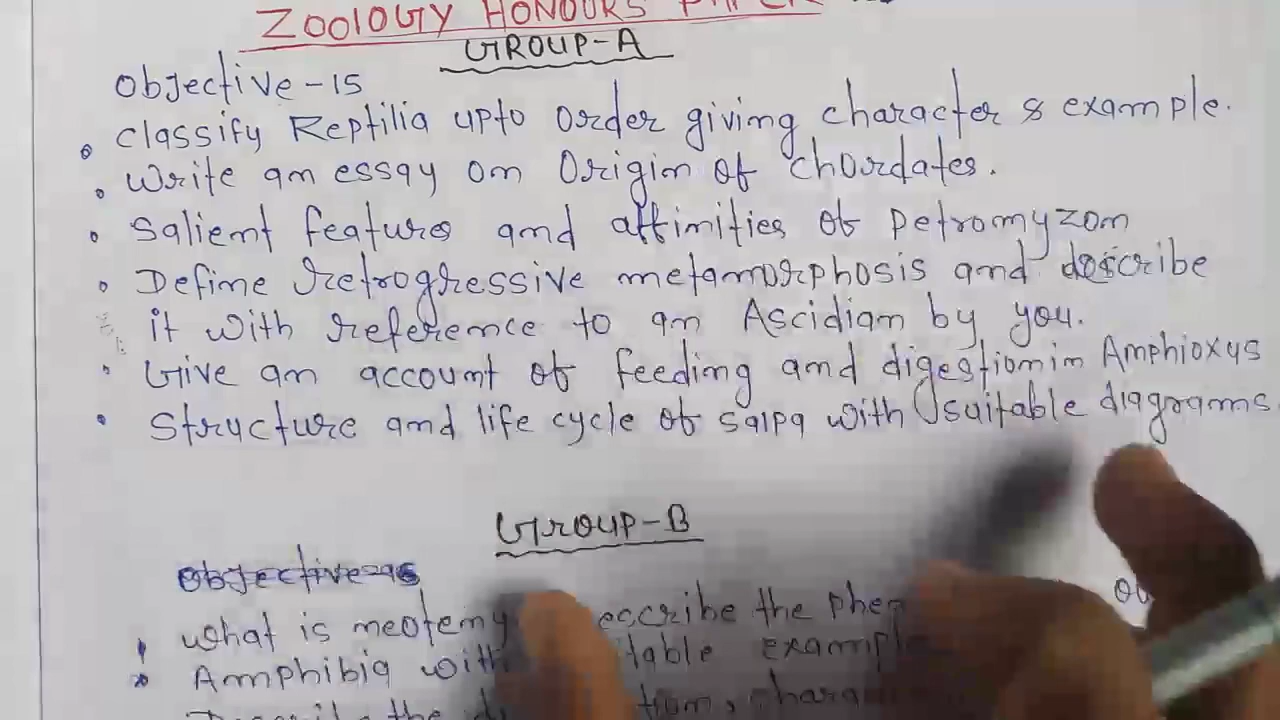 ZOOLOGY HONOURS PAPER
GROUP-A
Objective-15
classify Reptilia upto Order giving character & example.
Write an essay on Origin of chordates.
Salient features and affinities of petromyzon
Define retrogressive metamorphosis and describe
it with reference to an Ascidian by you.
Give an account of feeding and digestion in Amphioxus
Structure and life cycle of salpa with suitable diagrams.
GROUP-B
Objective
What is neoteny the
Amphibia with
the